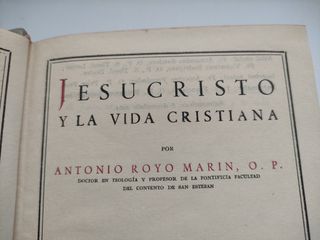 JESUCRISTO
Y LA VIDA CRISTIANA
POR
ANTONIO ROYO MARIN, O. P.
DOCTOR EN TEOLOGÍA Y PROFESOR DE LA PONTIFICIA FACULTAD
DEL CONVENTO DE SAN ESTEBAN